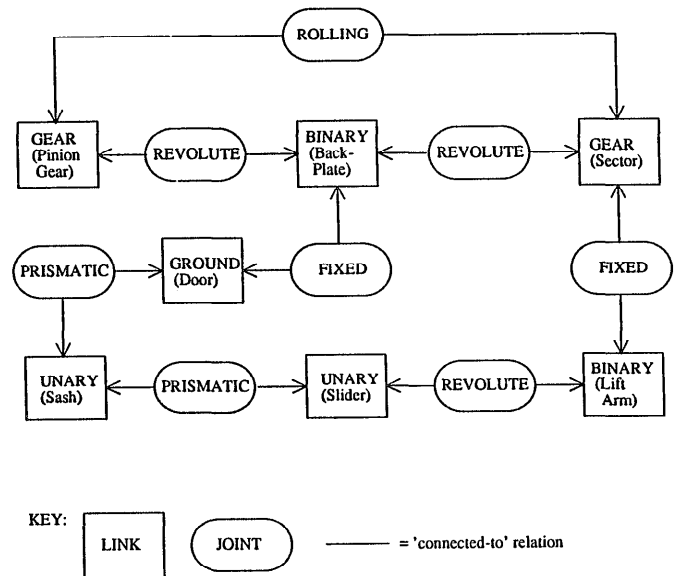 ROLLING
GEAR
(Pinion
Gear)
REVOLUTE
BINARY
(Back-
Plate)
REVOLUTE
GEAR
(Sector)
PRISMATIC
GROUND
(Door)
FIXED
FIXED
UNARY
(Sash)
PRISMATIC
UNARY
(Slider)
REVOLUTE
BINARY
(Lift
Arm)
KEY:
LINK
JOINT
= 'connected-to' relation